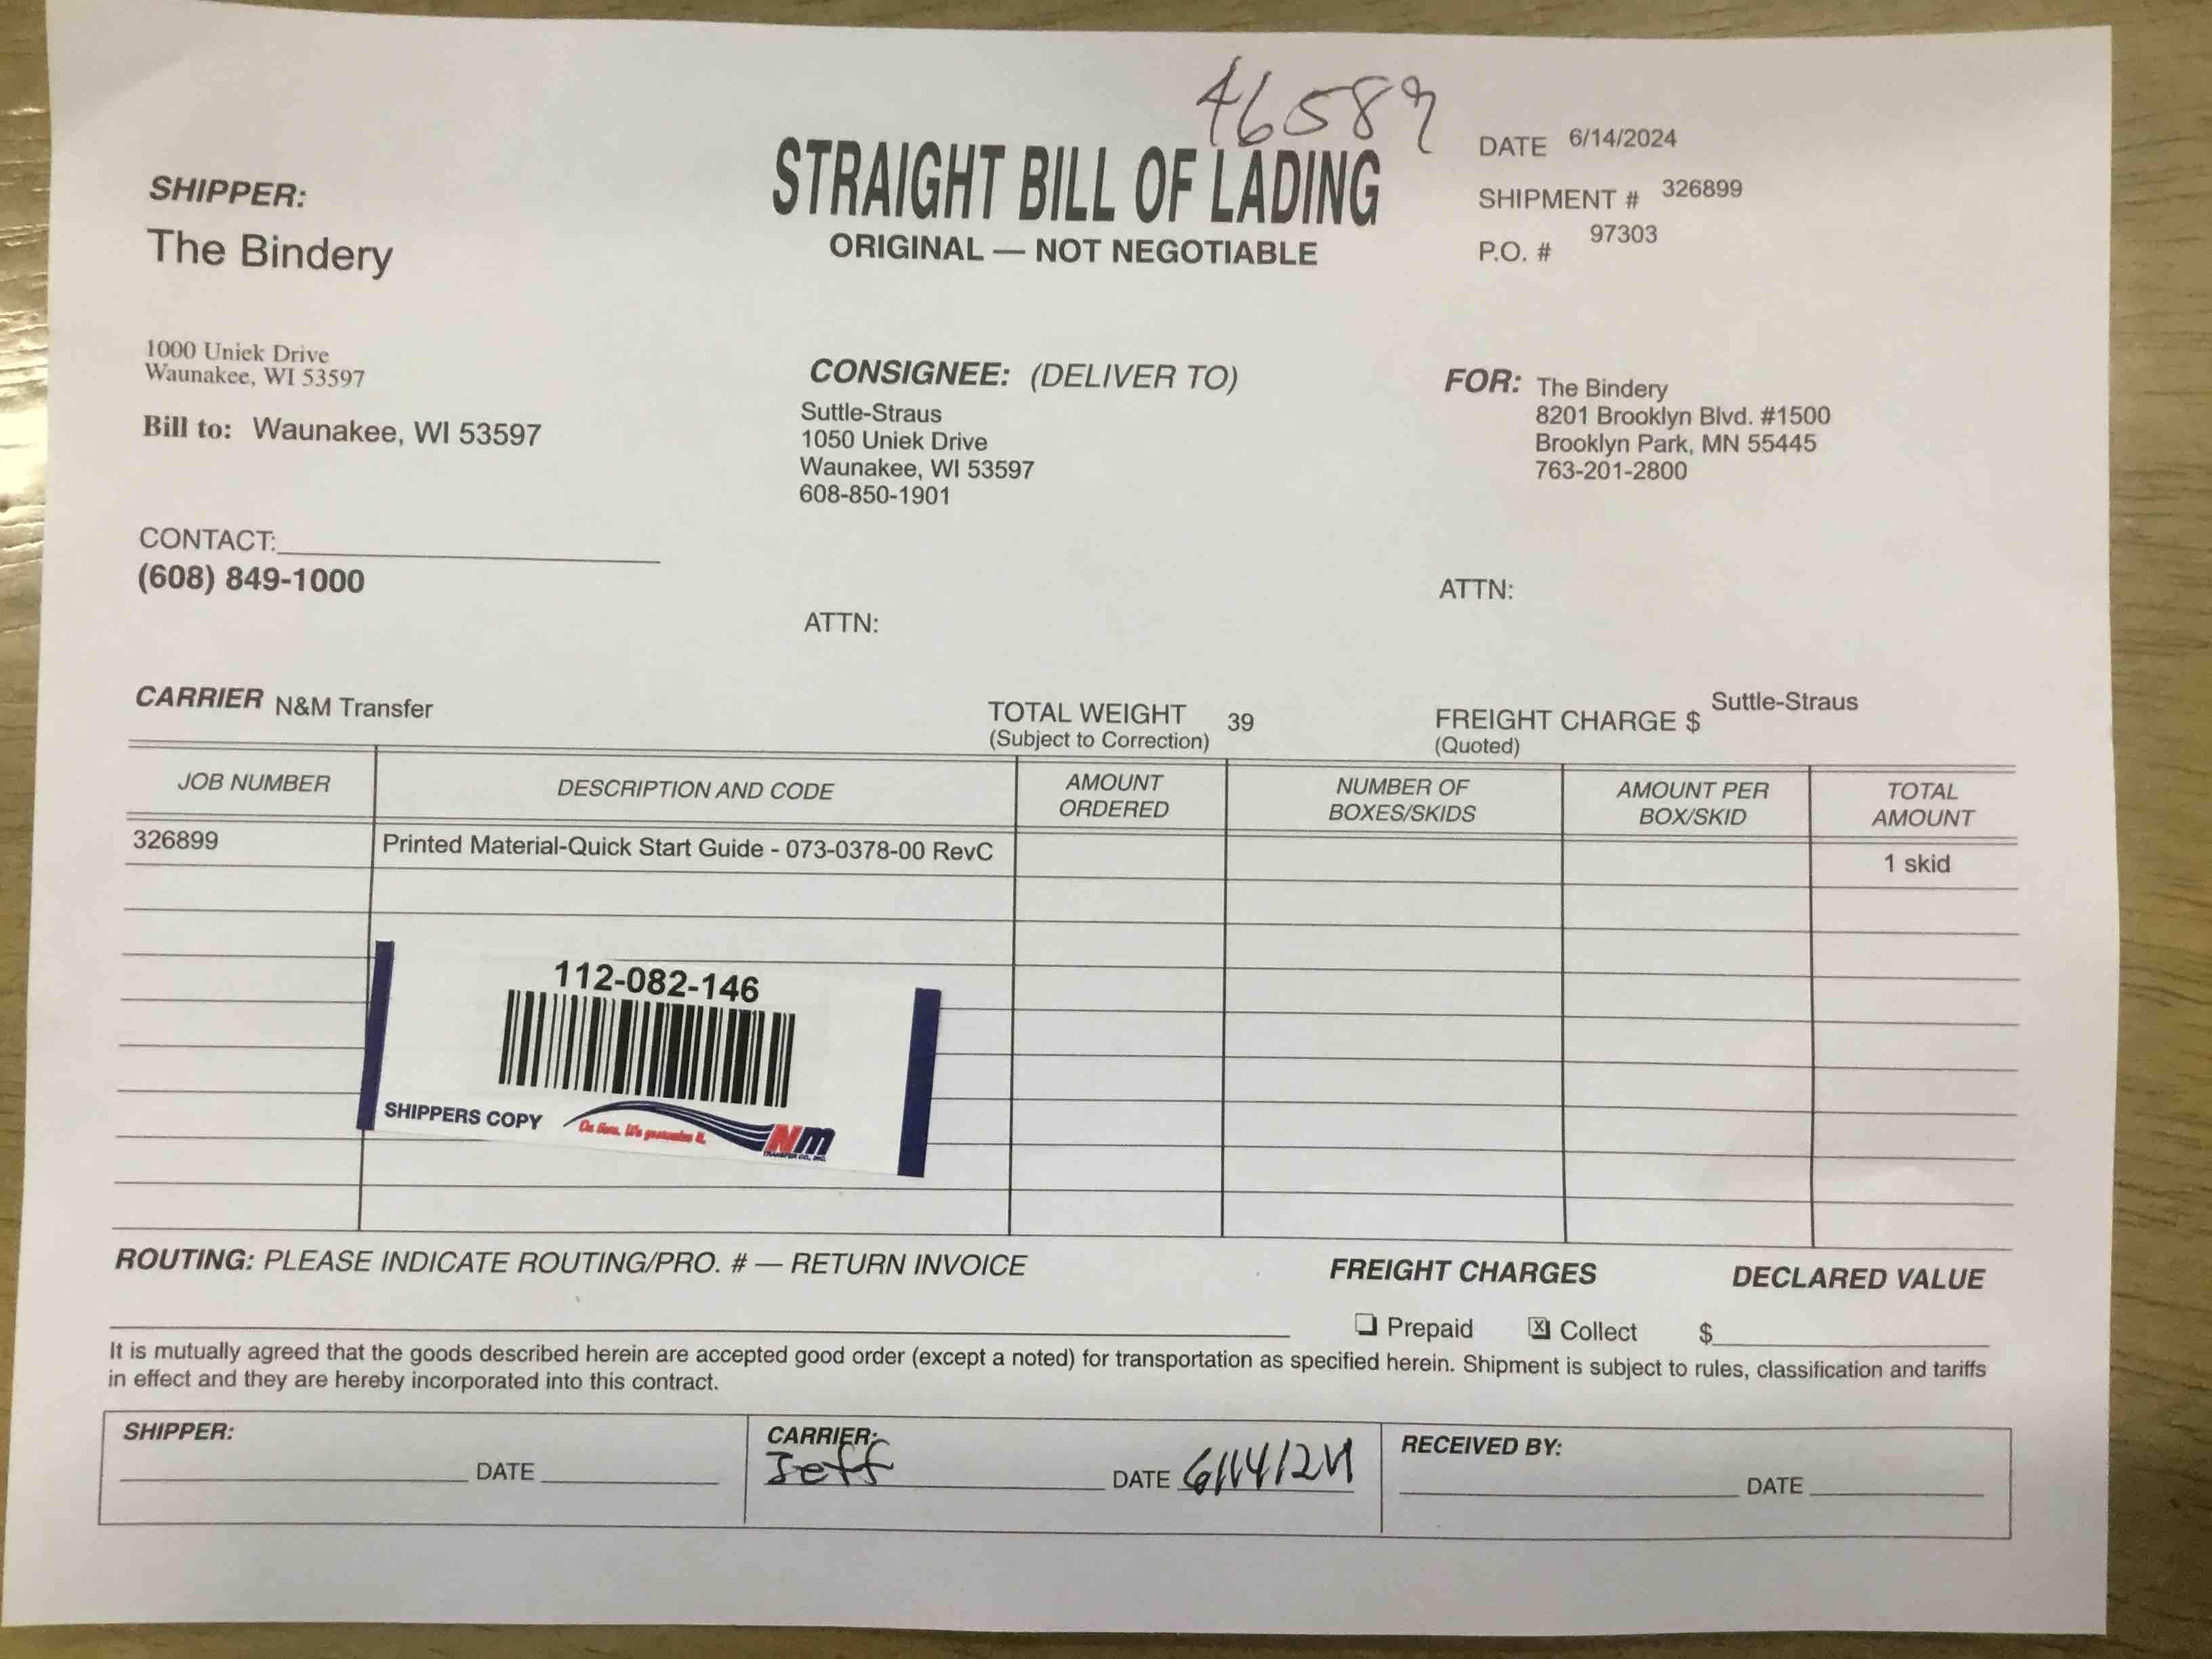 46589
STRAIGHT BILL OF LADING
ORIGINAL — NOT NEGOTIABLE
DATE 6/14/2024
SHIPMENT # 326899
P.O. # 97303
SHIPPER:
The Bindery
1000 Uniek Drive
Waunakee, WI 53597
Bill to: Waunakee, WI 53597
CONTACT:
(608) 849-1000
CONSIGNEE: (DELIVER TO)
Suttle-Straus
1050 Uniek Drive
Waunakee, WI 53597
608-850-1901
ATTN:
FOR: The Bindery
8201 Brooklyn Blvd. #1500
Brooklyn Park, MN 55445
763-201-2800
ATTN:
CARRIER N&M Transfer
TOTAL WEIGHT 39
(Subject to Correction)
FREIGHT CHARGE $ Suttle-Straus
(Quoted)
JOB NUMBER
DESCRIPTION AND CODE
AMOUNT
ORDERED
NUMBER OF
BOXES/SKIDS
AMOUNT PER
BOX/SKID
TOTAL
AMOUNT
326899
Printed Material-Quick Start Guide - 073-0378-00 RevC
1 skid
112-082-146
SHIPPERS COPY
On time. We guarantee it.
NM
TRANSFER CO., INC.
ROUTING: PLEASE INDICATE ROUTING/PRO. # — RETURN INVOICE
FREIGHT CHARGES
DECLARED VALUE
Prepaid
X Collect
$
It is mutually agreed that the goods described herein are accepted good order (except a noted) for transportation as specified herein. Shipment is subject to rules, classification and tariffs
in effect and they are hereby incorporated into this contract.
SHIPPER:
DATE
CARRIER:
Jeff
DATE 6/14/24
RECEIVED BY:
DATE